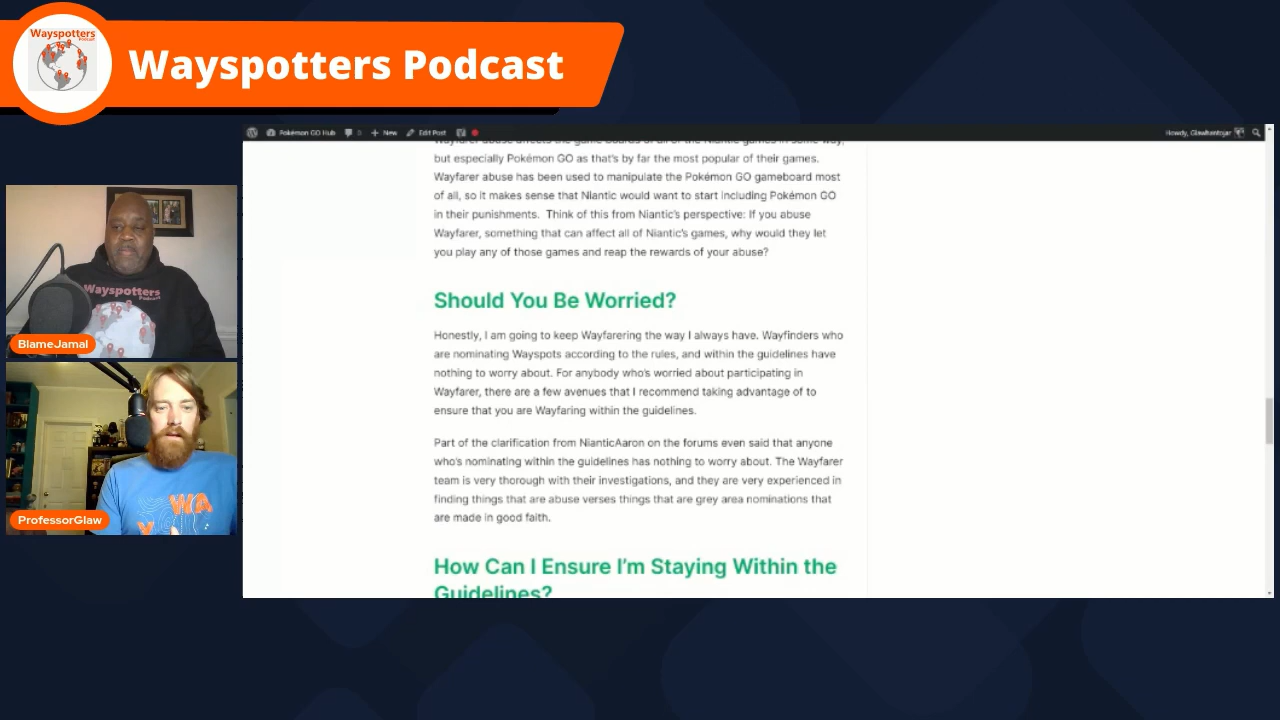 Wayspotters
Podcast
Wayspotters Podcast
Pokémon GO Hub 0 New Edit Post
Howdy, Glawhantojar
Wayfarer abuse affects the game boards of all of the Niantic games in some way,
but especially Pokémon GO as that's by far the most popular of their games.
Wayfarer abuse has been used to manipulate the Pokémon GO gameboard most
of all, so it makes sense that Niantic would want to start including Pokémon GO
in their punishments. Think of this from Niantic's perspective: If you abuse
Wayfarer, something that can affect all of Niantic's games, why would they let
you play any of those games and reap the rewards of your abuse?
Should You Be Worried?
Honestly, I am going to keep Wayfarering the way I always have. Wayfinders who
are nominating Wayspots according to the rules, and within the guidelines have
nothing to worry about. For anybody who's worried about participating in
Wayfarer, there are a few avenues that I recommend taking advantage of to
ensure that you are Wayfaring within the guidelines.
Part of the clarification from NianticAaron on the forums even said that anyone
who's nominating within the guidelines has nothing to worry about. The Wayfarer
team is very thorough with their investigations, and they are very experienced in
finding things that are abuse verses things that are grey area nominations that
are made in good faith.
How Can I Ensure I'm Staying Within the
Guidelines?
Wayspotters
Podcast
BlameJamal
WA
Y
ProfessorGlaw